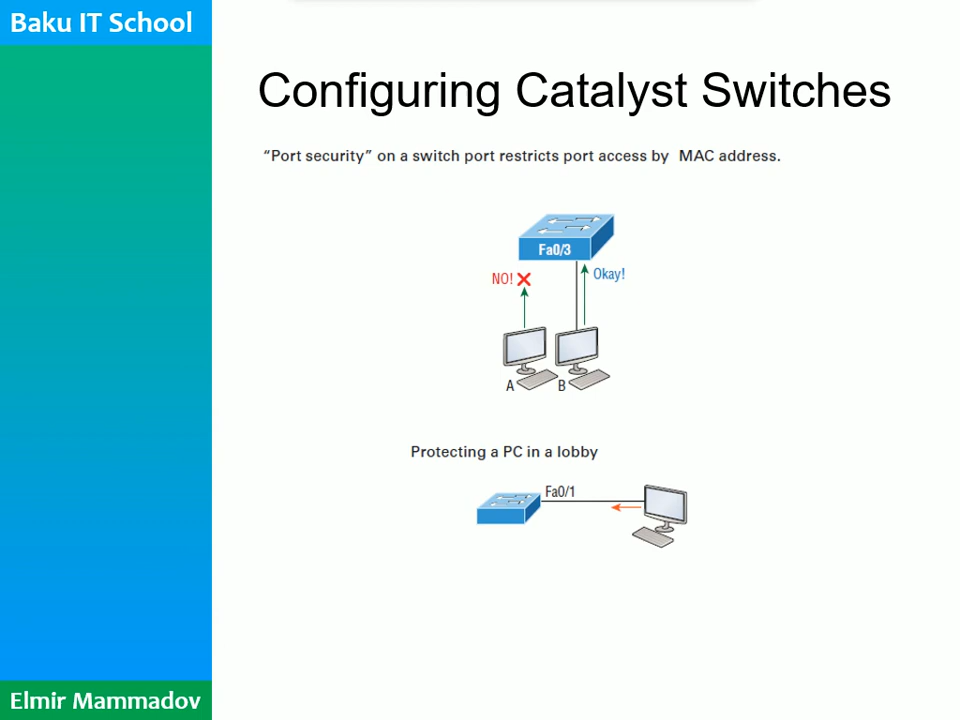 Baku IT School
Configuring Catalyst Switches
“Port security” on a switch port restricts port access by MAC address.
Fa0/3
NO!
Okay!
A
B
Protecting a PC in a lobby
Fa0/1
Elmir Mammadov